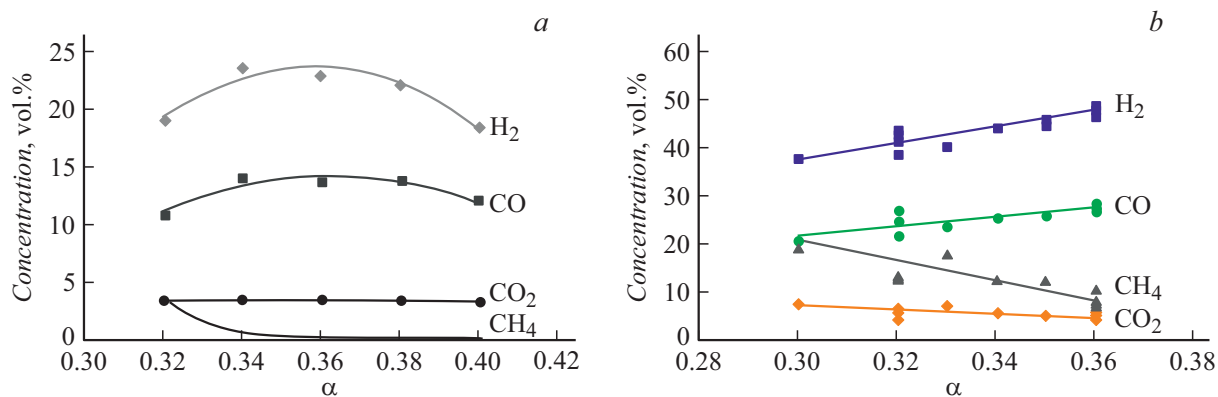 a
Concentration, vol.%
25
20
15
10
5
0
H2
CO
CO2
CH4
0.30 0.32 0.34 0.36 0.38 0.40 0.42
α
b
Concentration, vol.%
60
50
40
30
20
10
0
H2
CO
CH4
CO2
0.28 0.30 0.32 0.34 0.36 0.38
α